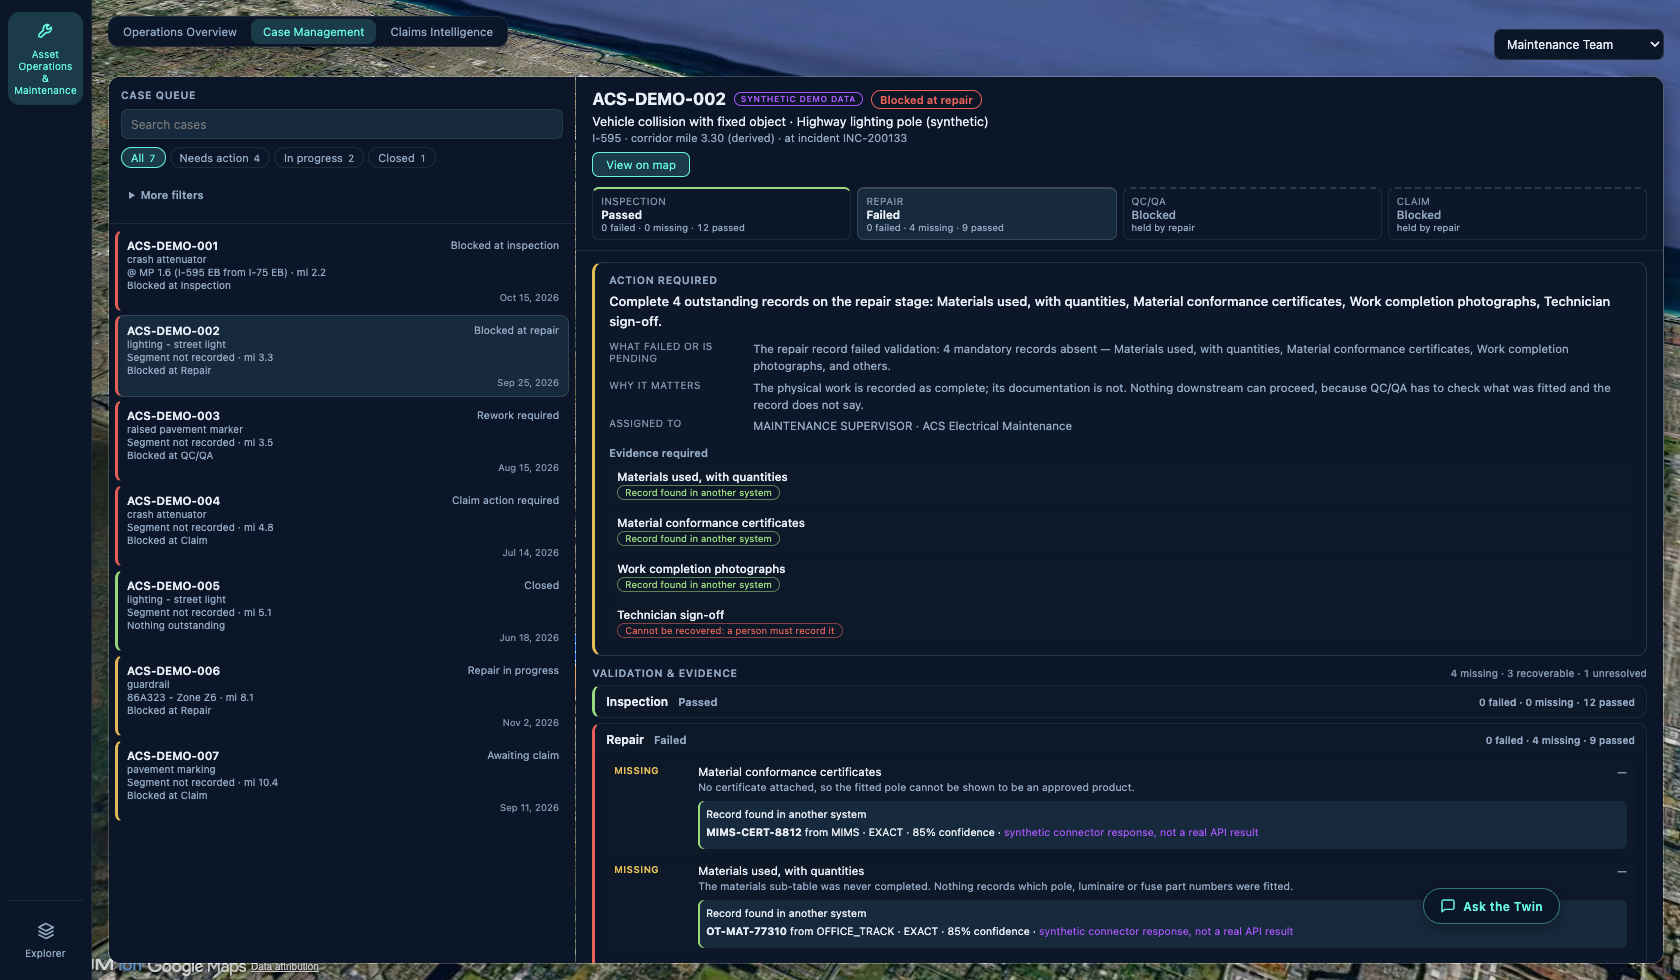 Asset
Operations
&
Maintenance
Operations Overview
Case Management
Claims Intelligence
Maintenance Team
CASE QUEUE
Search cases
All 7
Needs action 4
In progress 2
Closed 1
More filters
ACS-DEMO-001
Blocked at inspection
crash attenuator
@ MP 1.6 (I-595 EB from I-75 EB) · mi 2.2
Blocked at Inspection
Oct 15, 2026
ACS-DEMO-002
Blocked at repair
lighting - street light
Segment not recorded · mi 3.3
Blocked at Repair
Sep 25, 2026
ACS-DEMO-003
Rework required
raised pavement marker
Segment not recorded · mi 3.5
Blocked at QC/QA
Aug 15, 2026
ACS-DEMO-004
Claim action required
crash attenuator
Segment not recorded · mi 4.8
Blocked at Claim
Jul 14, 2026
ACS-DEMO-005
Closed
lighting - street light
Segment not recorded · mi 5.1
Nothing outstanding
Jun 18, 2026
ACS-DEMO-006
Repair in progress
guardrail
86A323 - Zone Z6 · mi 8.1
Blocked at Repair
Nov 2, 2026
ACS-DEMO-007
Awaiting claim
pavement marking
Segment not recorded · mi 10.4
Blocked at Claim
Sep 11, 2026
Explorer
ACS-DEMO-002
SYNTHETIC DEMO DATA
Blocked at repair
Vehicle collision with fixed object · Highway lighting pole (synthetic)
I-595 · corridor mile 3.30 (derived) · at incident INC-200133
View on map
INSPECTION
Passed
0 failed · 0 missing · 12 passed
REPAIR
Failed
0 failed · 4 missing · 9 passed
QC/QA
Blocked
held by repair
CLAIM
Blocked
held by repair
ACTION REQUIRED
Complete 4 outstanding records on the repair stage: Materials used, with quantities, Material conformance certificates, Work completion photographs, Technician
sign-off.
WHAT FAILED OR IS
PENDING
The repair record failed validation: 4 mandatory records absent — Materials used, with quantities, Material conformance certificates, Work completion
photographs, and others.
WHY IT MATTERS
The physical work is recorded as complete; its documentation is not. Nothing downstream can proceed, because QC/QA has to check what was fitted and the
record does not say.
ASSIGNED TO
MAINTENANCE SUPERVISOR · ACS Electrical Maintenance
Evidence required
Materials used, with quantities
Record found in another system
Material conformance certificates
Record found in another system
Work completion photographs
Record found in another system
Technician sign-off
Cannot be recovered: a person must record it
VALIDATION & EVIDENCE
4 missing · 3 recoverable · 1 unresolved
Inspection Passed
0 failed · 0 missing · 12 passed
Repair Failed
0 failed · 4 missing · 9 passed
MISSING
Material conformance certificates
—
No certificate attached, so the fitted pole cannot be shown to be an approved product.
Record found in another system
MIMS-CERT-8812 from MIMS · EXACT · 85% confidence · synthetic connector response, not a real API result
MISSING
Materials used, with quantities
—
The materials sub-table was never completed. Nothing records which pole, luminaire or fuse part numbers were fitted.
Record found in another system
OT-MAT-77310 from OFFICE_TRACK · EXACT · 85% confidence · synthetic connector response, not a real API result
Ask the Twin
Google Maps Data attribution